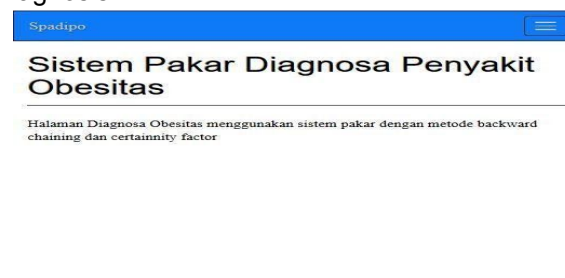 Spadipo
Sistem Pakar Diagnosa Penyakit
Obesitas
Halaman Diagnosa Obesitas menggunakan sistem pakar dengan metode backward
chaining dan certainnity factor